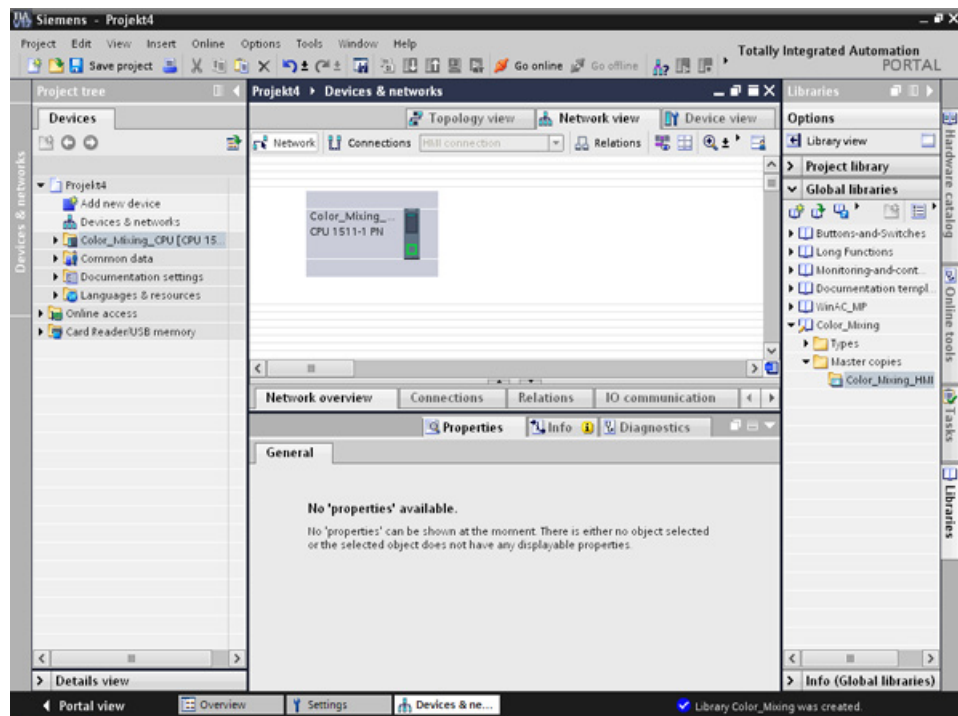 Siemens - Projekt4
Project Edit View Insert Online Options Tools Window Help
Totally Integrated Automation
PORTAL
Save project
Go online
Go offline
Project tree
Devices
Projekt4
Add new device
Devices & networks
Color_Mixing_CPU [CPU 15...
Common data
Documentation settings
Languages & resources
Online access
Card Reader/USB memory
Details view
Devices & networks
Projekt4 Devices & networks
Topology view
Network view
Device view
Network
Connections
HMI connection
Relations
Color_Mixing_...
CPU 1511-1 PN
Network overview
Connections
Relations
IO communication
Properties
Info
Diagnostics
General
No 'properties' available.
No 'properties' can be shown at the moment. There is either no object selected
or the selected object does not have any displayable properties.
Libraries
Options
Library view
Project library
Global libraries
Buttons-and-Switches
Long Functions
Monitoring-and-cont...
Documentation templ...
WinAC_MP
Color_Mixing
Types
Master copies
Color_Mixing_HMI
Info (Global libraries)
Hardware catalog
Online tools
Tasks
Libraries
Portal view
Overview
Settings
Devices & ne...
Library Color_Mixing was created.